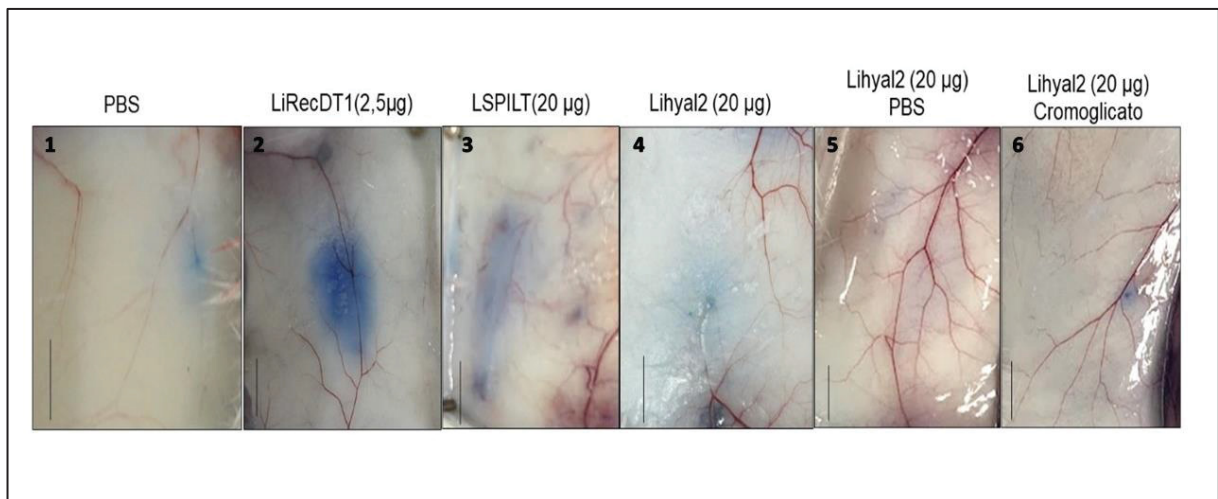 PBS
LiRecDT1(2,5µg)
LSPILT(20 µg)
Lihyal2 (20 µg)
Lihyal2 (20 µg)
PBS
Lihyal2 (20 µg)
Cromoglicato
1
2
3
4
5
6